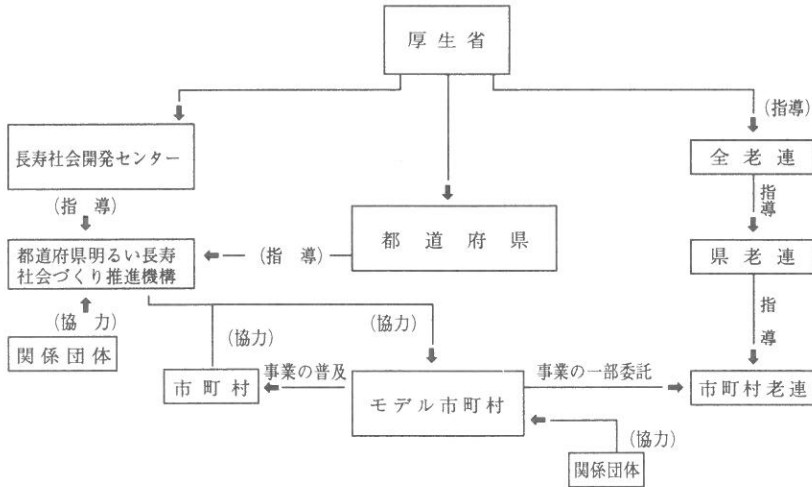 厚生省
(指導)
長寿社会開発センター
全老連
(指導)
指導
都道府県
都道府県明るい長寿
社会づくり推進機構
(指導)
県老連
(協力)
(協力)
(協力)
指導
関係団体
市町村
事業の普及
モデル市町村
事業の一部委託
市町村老連
(協力)
関係団体